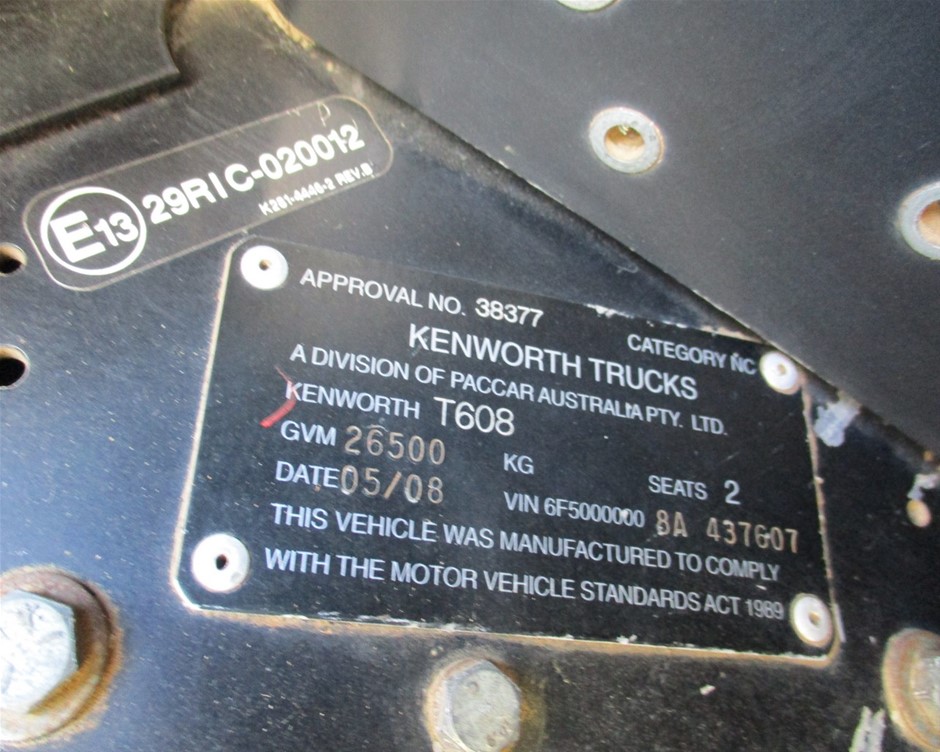 E13 29RI C-020012
K281-4446-2 REV.B
APPROVAL NO. 38377
CATEGORY NC
KENWORTH TRUCKS
A DIVISION OF PACCAR AUSTRALIA PTY. LTD.
KENWORTH T608
GVM 26500 KG SEATS 2
DATE 05/08 VIN 6F5000000 8A 437607
THIS VEHICLE WAS MANUFACTURED TO COMPLY
WITH THE MOTOR VEHICLE STANDARDS ACT 1989